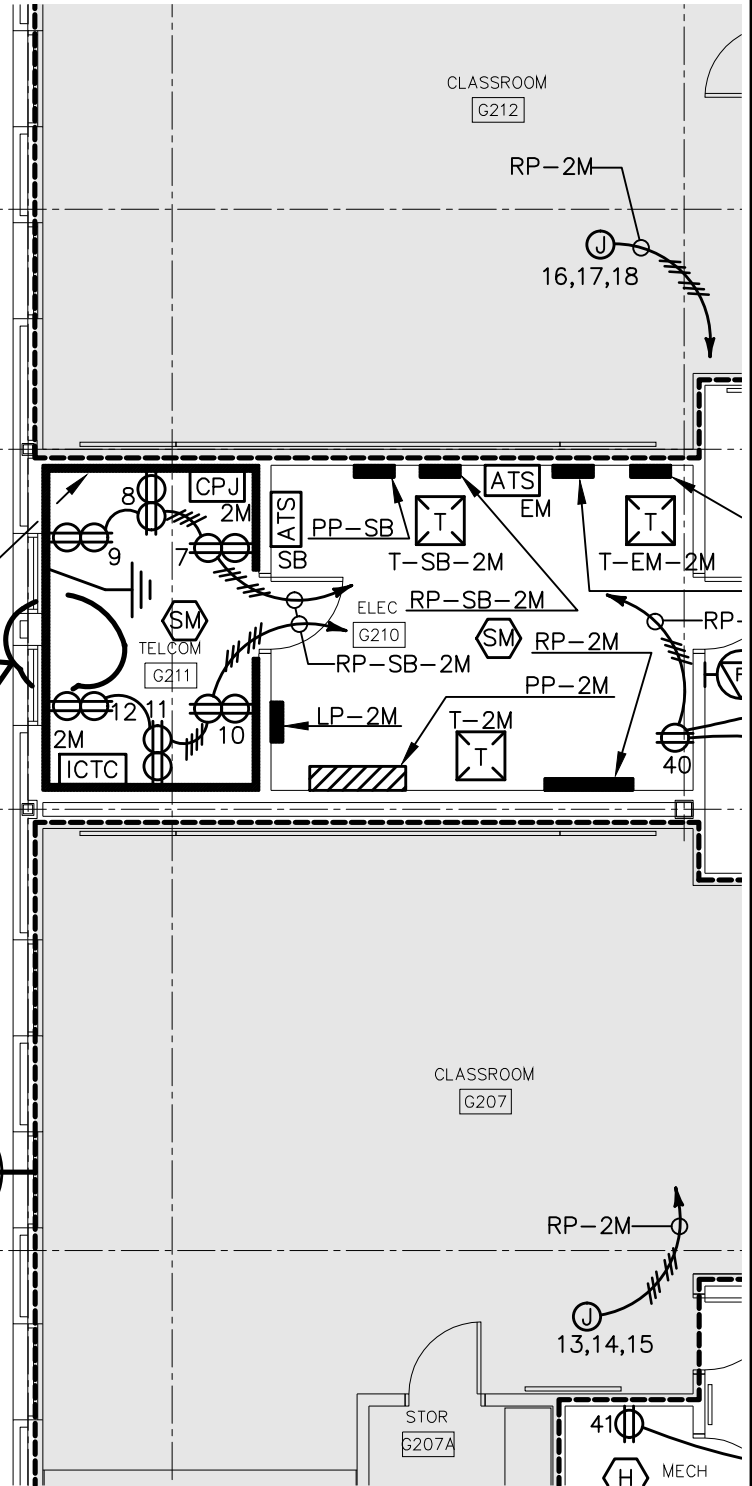 CLASSROOM
G212
RP-2M
J
16,17,18
CPJ
2M
8
9
7
ATS
SB
PP-SB
T
T-SB-2M
ATS
EM
T
T-EM-2M
RP-SB-2M
ELEC
G210
SM
SM
TELCOM
G211
RP-2M
RP-
RP-SB-2M
PP-2M
LP-2M
T-2M
T
12
11
10
2M
ICTC
40
CLASSROOM
G207
RP-2M
J
13,14,15
STOR
G207A
41
H
MECH